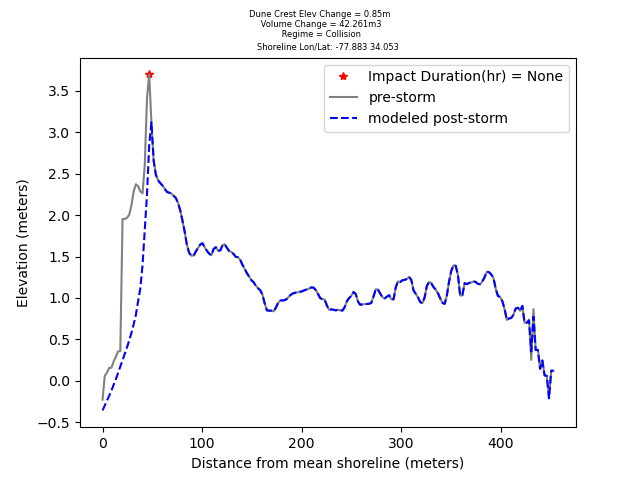 Dune Crest Elev Change = 0.85m
Volume Change = 42.261m3
Regime = Collision
Shoreline Lon/Lat: -77.883 34.053
Impact Duration(hr) = None
pre-storm
modeled post-storm
Elevation (meters)
3.5
3.0
2.5
2.0
1.5
1.0
0.5
0.0
−0.5
0
100
200
300
400
Distance from mean shoreline (meters)